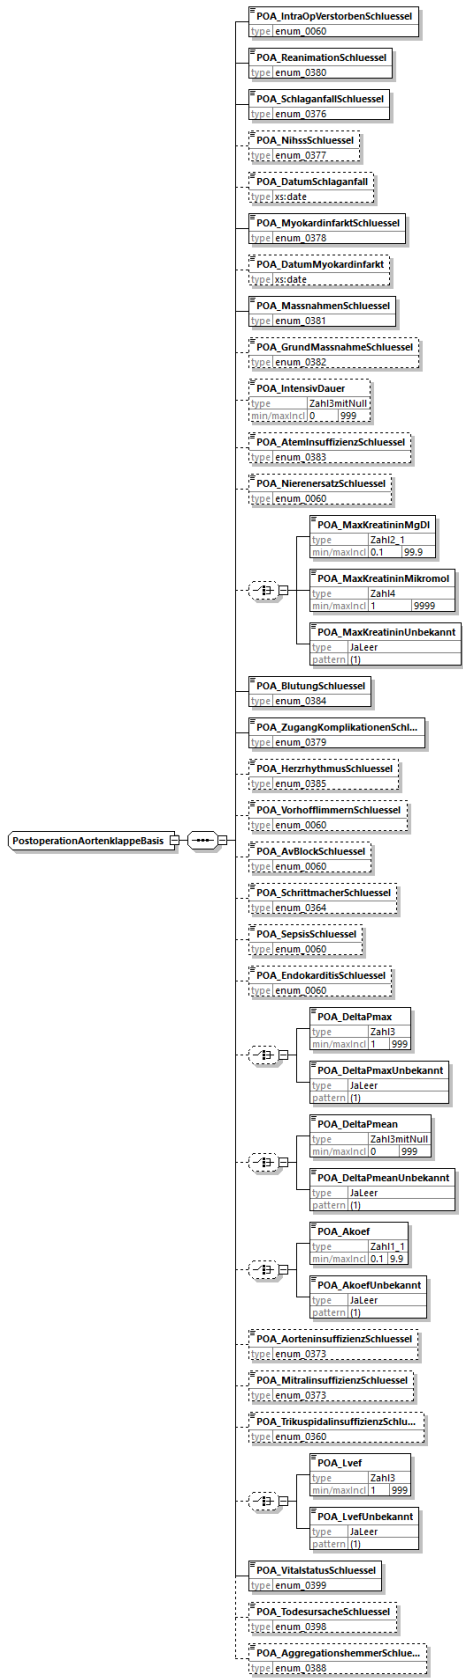 POA_IntraOpVerstorbenSchluessel
type enum_0060
POA_ReanimationSchluessel
type enum_0380
POA_SchlaganfallSchluessel
type enum_0376
POA_NihssSchluessel
type enum_0377
POA_DatumSchlaganfall
type xs:date
POA_MyokardinfarktSchluessel
type enum_0378
POA_DatumMyokardinfarkt
type xs:date
POA_MassnahmenSchluessel
type enum_0381
POA_GrundMassnahmeSchluessel
type enum_0382
POA_IntensivDauer
type Zahl3mitNull
min/maxIncl 0 999
POA_AtemInsuffizienzSchluessel
type enum_0383
POA_NierenersatzSchluessel
type enum_0060
POA_MaxKreatininMgDl
type Zahl2_1
min/maxIncl 0.1 99.9
POA_MaxKreatininMikromol
type Zahl4
min/maxIncl 1 9999
POA_MaxKreatininUnbekannt
type JaLeer
pattern (1)
POA_BlutungSchluessel
type enum_0384
POA_ZugangKomplikationenSchl...
type enum_0379
POA_HerzrhythmusSchluessel
type enum_0385
POA_VorhofflimmernSchluessel
type enum_0060
PostoperationAortenklappeBasis
POA_AvBlockSchluessel
type enum_0060
POA_SchrittmacherSchluessel
type enum_0364
POA_SepsisSchluessel
type enum_0060
POA_EndokarditisSchluessel
type enum_0060
POA_DeltaPmax
type Zahl3
min/maxIncl 1 999
POA_DeltaPmaxUnbekannt
type JaLeer
pattern (1)
POA_DeltaPmean
type Zahl3mitNull
min/maxIncl 0 999
POA_DeltaPmeanUnbekannt
type JaLeer
pattern (1)
POA_Akoef
type Zahl1_1
min/maxIncl 0.1 9.9
POA_AkoefUnbekannt
type JaLeer
pattern (1)
POA_AorteninsuffizienzSchluessel
type enum_0373
POA_MitralinsuffizienzSchluessel
type enum_0373
POA_TrikuspidalinsuffizienzSchlu...
type enum_0360
POA_Lvef
type Zahl3
min/maxIncl 1 999
POA_LvefUnbekannt
type JaLeer
pattern (1)
POA_VitalstatusSchluessel
type enum_0399
POA_TodesursacheSchluessel
type enum_0398
POA_AggregationshemmerSchlue...
type enum_0388